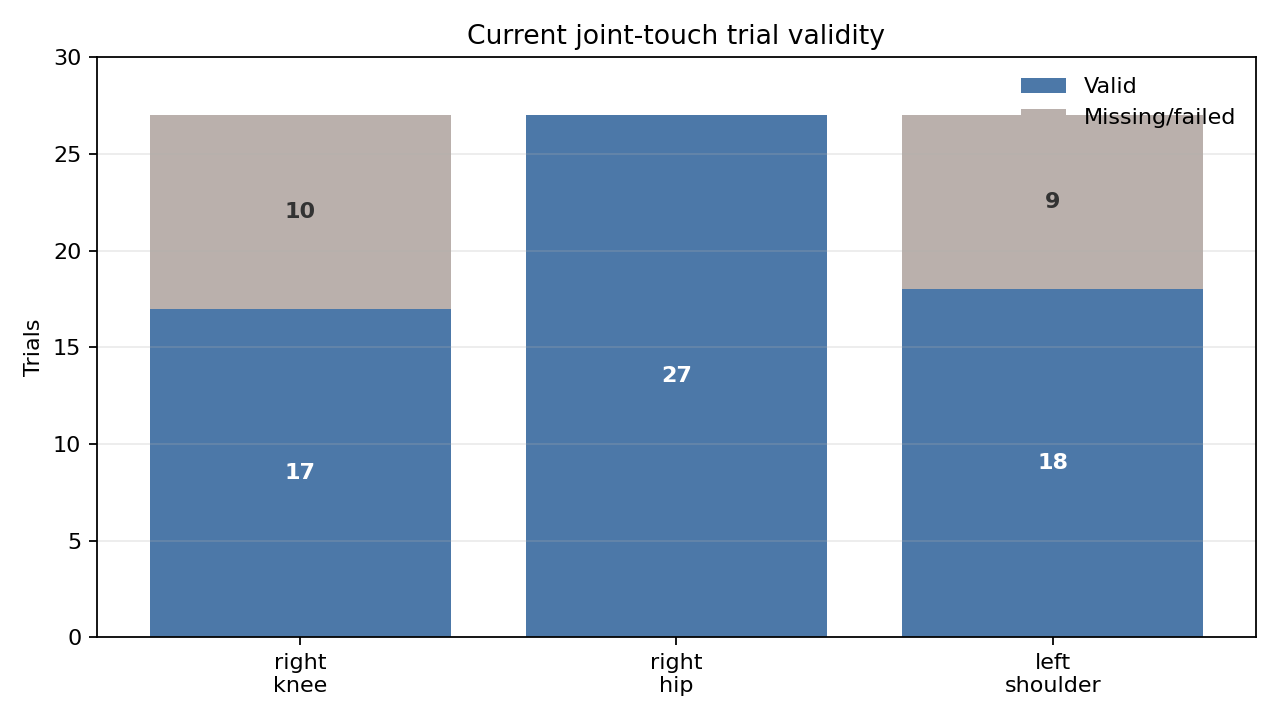 Current joint-touch trial validity
Valid
Missing/failed
30
25
20
15
10
5
0
Trials
10
9
27
17
18
right
knee
right
hip
left
shoulder